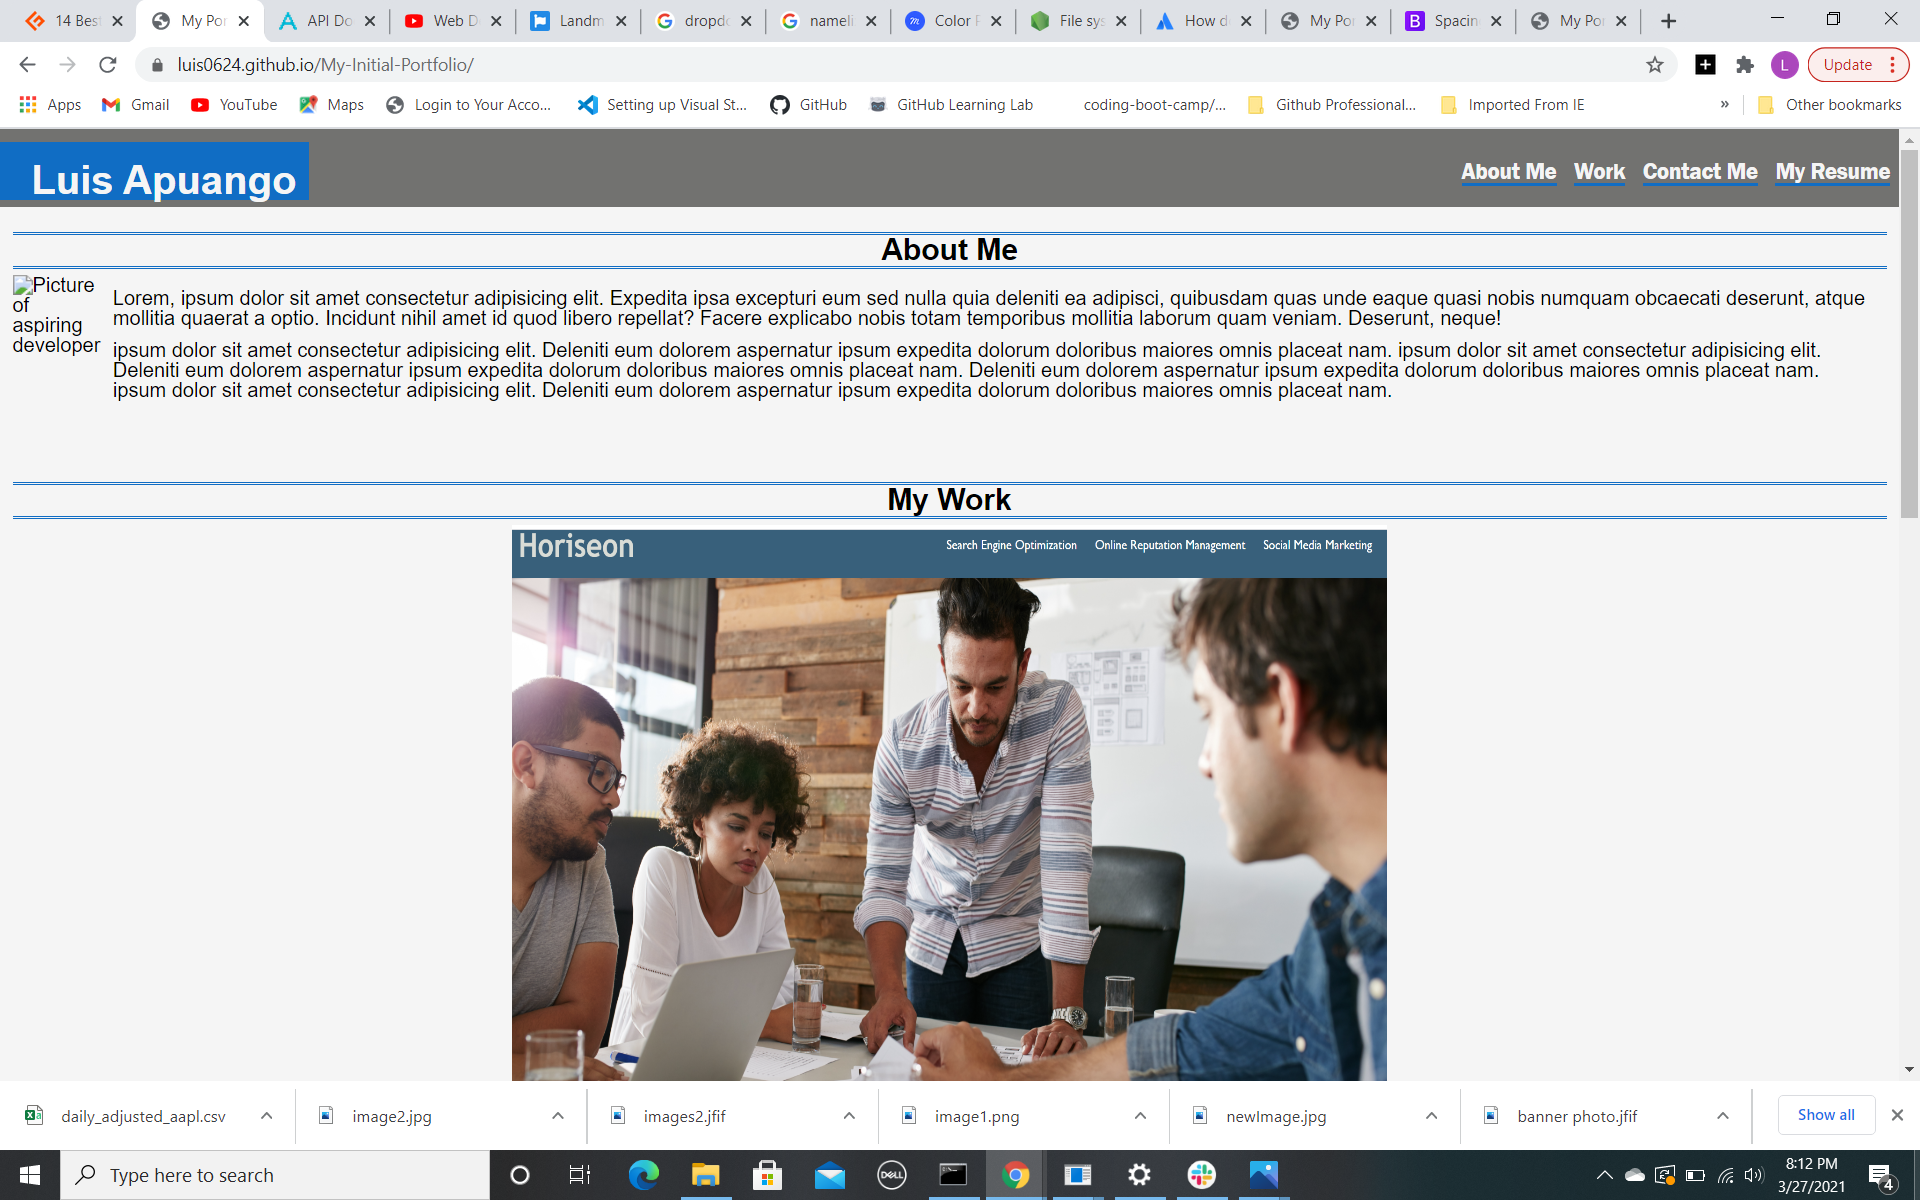 14 Best
My Por
API Do
Web D
Landm
dropdo
nameli
Color P
File sys
How d
My Por
Spacin
My Por
luis0624.github.io/My-Initial-Portfolio/
L
Update
Apps
Gmail
YouTube
Maps
Login to Your Acco...
Setting up Visual St...
GitHub
GitHub Learning Lab
coding-boot-camp/...
Github Professional...
Imported From IE
»
Other bookmarks
Luis Apuango
About Me
Work
Contact Me
My Resume
About Me
Picture
of
aspiring
developer
Lorem, ipsum dolor sit amet consectetur adipisicing elit. Expedita ipsa excepturi eum sed nulla quia deleniti ea adipisci, quibusdam quas unde eaque quasi nobis numquam obcaecati deserunt, atque
mollitia quaerat a optio. Incidunt nihil amet id quod libero repellat? Facere explicabo nobis totam temporibus mollitia laborum quam veniam. Deserunt, neque!
ipsum dolor sit amet consectetur adipisicing elit. Deleniti eum dolorem aspernatur ipsum expedita dolorum doloribus maiores omnis placeat nam. ipsum dolor sit amet consectetur adipisicing elit.
Deleniti eum dolorem aspernatur ipsum expedita dolorum doloribus maiores omnis placeat nam. Deleniti eum dolorem aspernatur ipsum expedita dolorum doloribus maiores omnis placeat nam.
ipsum dolor sit amet consectetur adipisicing elit. Deleniti eum dolorem aspernatur ipsum expedita dolorum doloribus maiores omnis placeat nam.
My Work
Horiseon
Search Engine Optimization
Online Reputation Management
Social Media Marketing
daily_adjusted_aapl.csv
image2.jpg
images2.jfif
image1.png
newImage.jpg
banner photo.jfif
Show all
Type here to search
DELL
8:12 PM
3/27/2021
4